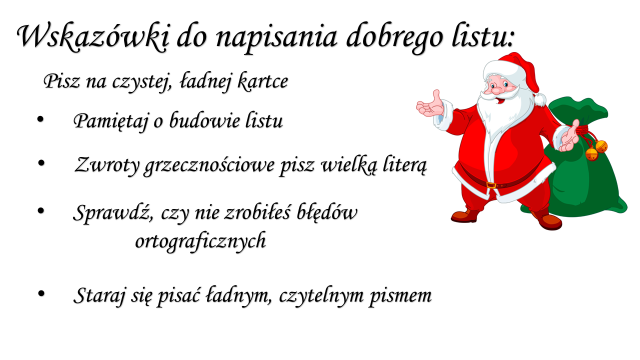 Wskazówki do napisania dobrego listu:
Pisz na czystej, ładnej kartce
• Pamiętaj o budowie listu
• Zwroty grzecznościowe pisz wielką literą
• Sprawdź, czy nie zrobiłeś błędów
ortograficznych
• Staraj się pisać ładnym, czytelnym pismem